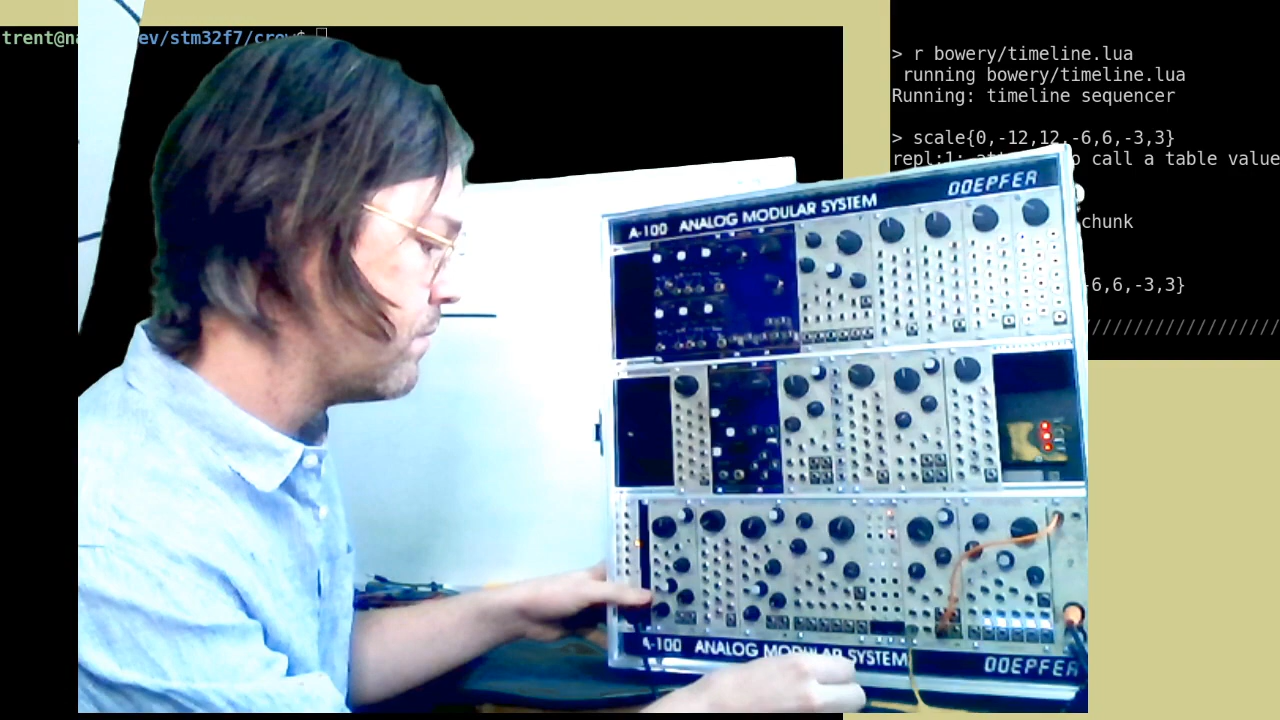 trent@n ev/stm32f7/crow$
> r bowery/timeline.lua
running bowery/timeline.lua
Running: timeline sequencer
> scale{0,-12,12,-6,6,-3,3}
repl:1: to call a table value
chunk
-6,6,-3,3}
///////////////////
DOEPFER
A-100 ANALOG MODULAR SYSTEM
A-100 ANALOG MODULAR SYSTEM
DOEPFER